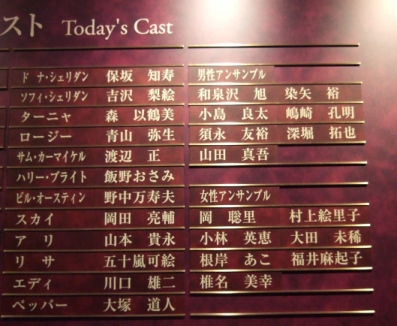 スト Today's Cast
ドナ・シェリダン 保坂 知寿 男性アンサンブル
ソフィ・シェリダン 吉沢 梨絵 和泉沢 旭 染矢 裕
ターニャ 森 以鶴美 小島 良太 嶋崎 孔明
ロージー 青山 弥生 須永 友裕 深堀 拓也
サム・カーマイケル 渡辺 正 山田 真吾
ハリー・ブライト 飯野おさみ
ビル・オースティン 野中万寿夫 女性アンサンブル
スカイ 岡田 亮輔 岡 聡里 村上絵里子
アリ 山本 貴永 小林 英恵 大田 未稀
リサ 五十嵐可絵 根岸 あこ 福井麻起子
エディ 川口 雄二 椎名 美幸
ペッパー 大塚 道人